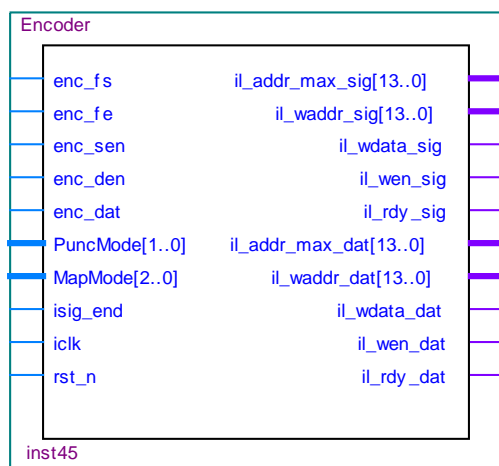 Encoder
enc_fs il_addr_max_sig[13..0]
enc_fe il_waddr_sig[13..0]
enc_sen il_wdata_sig
enc_den il_wen_sig
enc_dat il_rdy_sig
PuncMode[1..0] il_addr_max_dat[13..0]
MapMode[2..0] il_waddr_dat[13..0]
isig_end il_wdata_dat
iclk il_wen_dat
rst_n il_rdy_dat
inst45